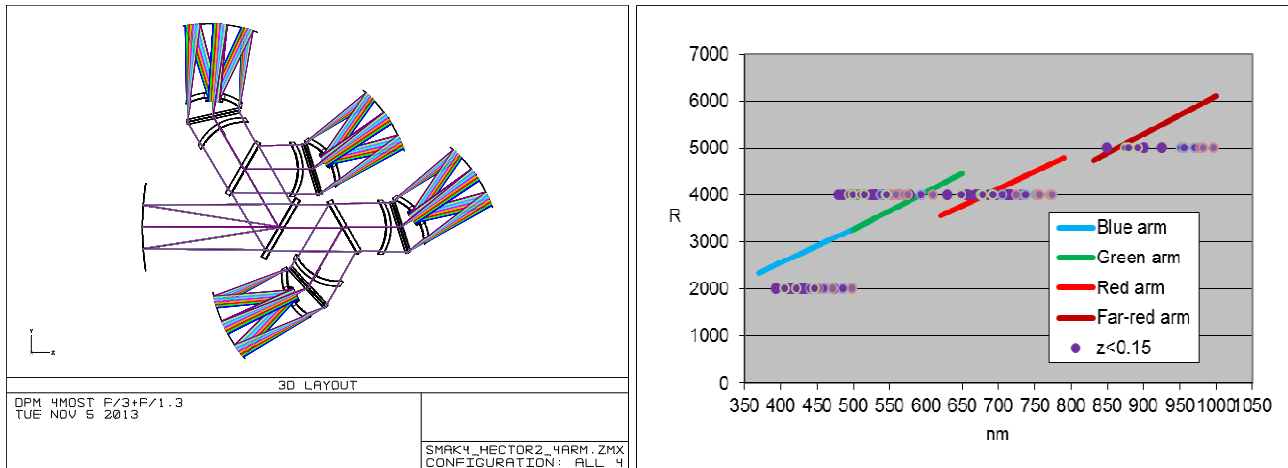 Y
Z
3D LAYOUT
DPM 4MOST F/3+F/1.3
TUE NOV 5 2013
SMAK4_HECTOR2_4ARM.ZMX
CONFIGURATION: ALL 4
7000
6000
5000
4000
3000
2000
1000
0
R
350 400 450 500 550 600 650 700 750 800 850 900 950 1000 1050
nm
Blue arm
Green arm
Red arm
Far-red arm
z<0.15